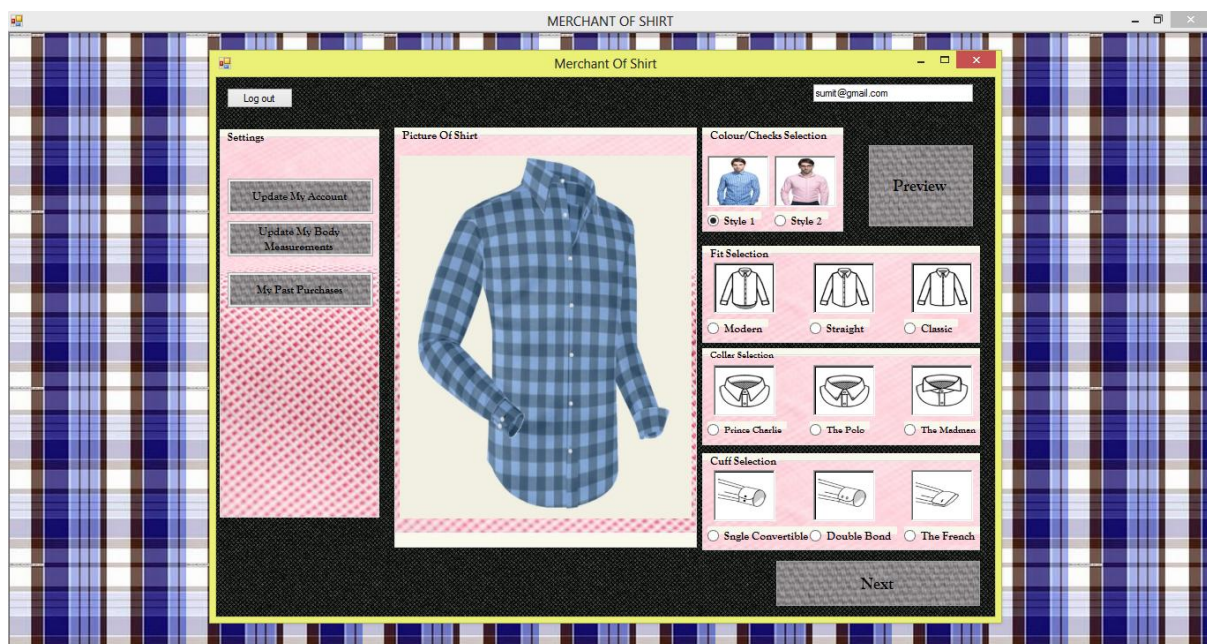 MERCHANT OF SHIRT
Merchant Of Shirt
Log out
sumit@gmail.com
Settings
Update My Account
Update My Body
Measurements
My Past Purchases
Picture Of Shirt
Colour/Checks Selection
Style 1 Style 2
Preview
Fit Selection
Modern Straight Classic
Coller Selection
Prince Charlie The Polo The Madman
Cuff Selection
Sngle Convertible Double Bond The French
Next